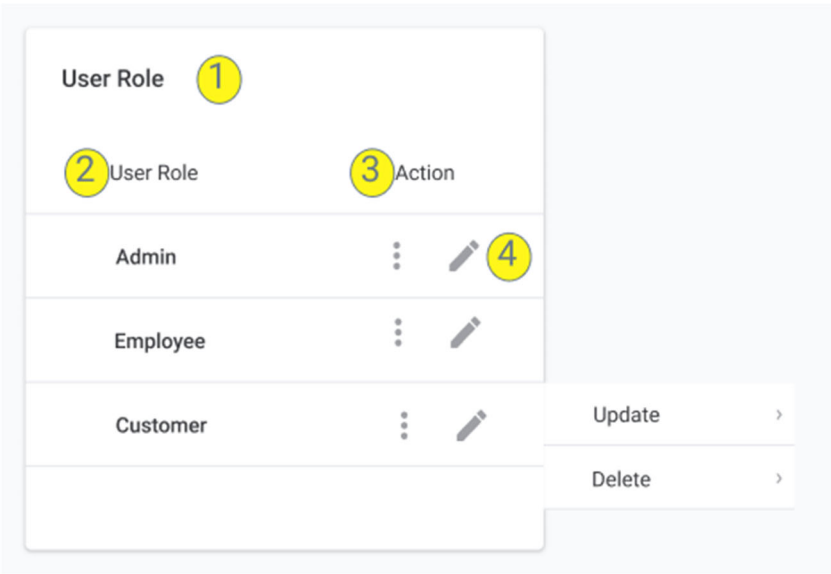 User Role 1
2 User Role 3 Action
Admin 4
Employee
Customer
Update
Delete